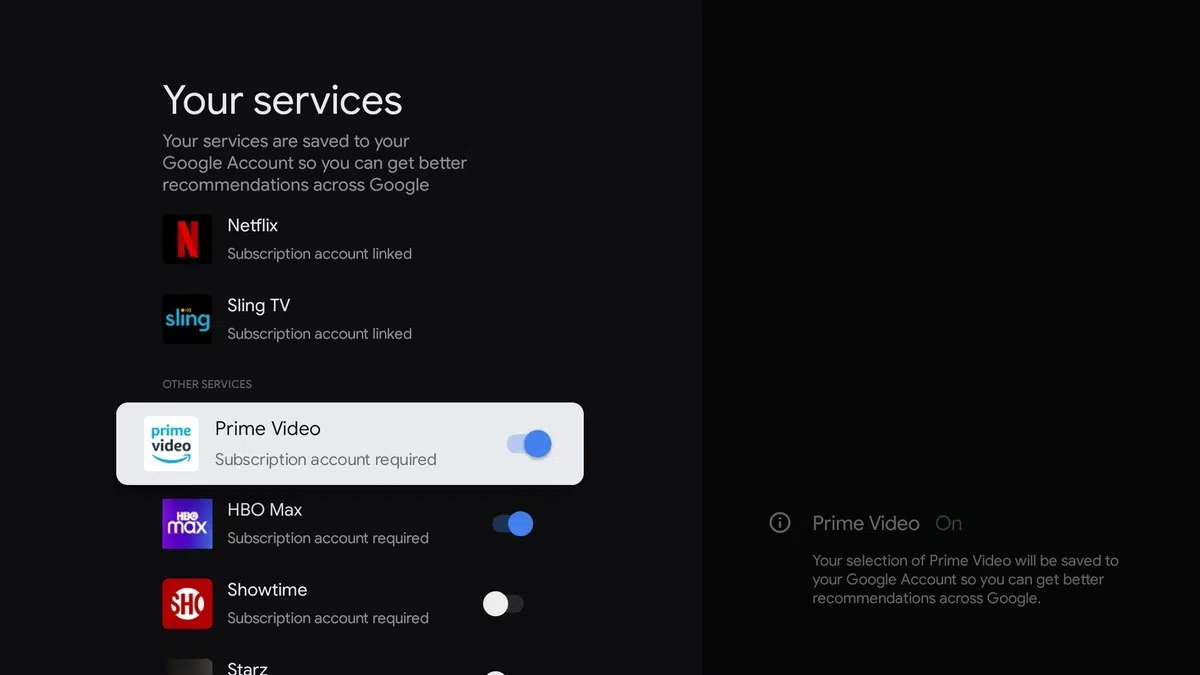 Your services
Your services are saved to your
Google Account so you can get better
recommendations across Google
N
Netflix
Subscription account linked
sling
Sling TV
Subscription account linked
OTHER SERVICES
prime
video
Prime Video
Subscription account required
HBO
max
HBO Max
Subscription account required
SHO
Showtime
Subscription account required
Starz
Prime Video On
Your selection of Prime Video will be saved to
your Google Account so you can get better
recommendations across Google.